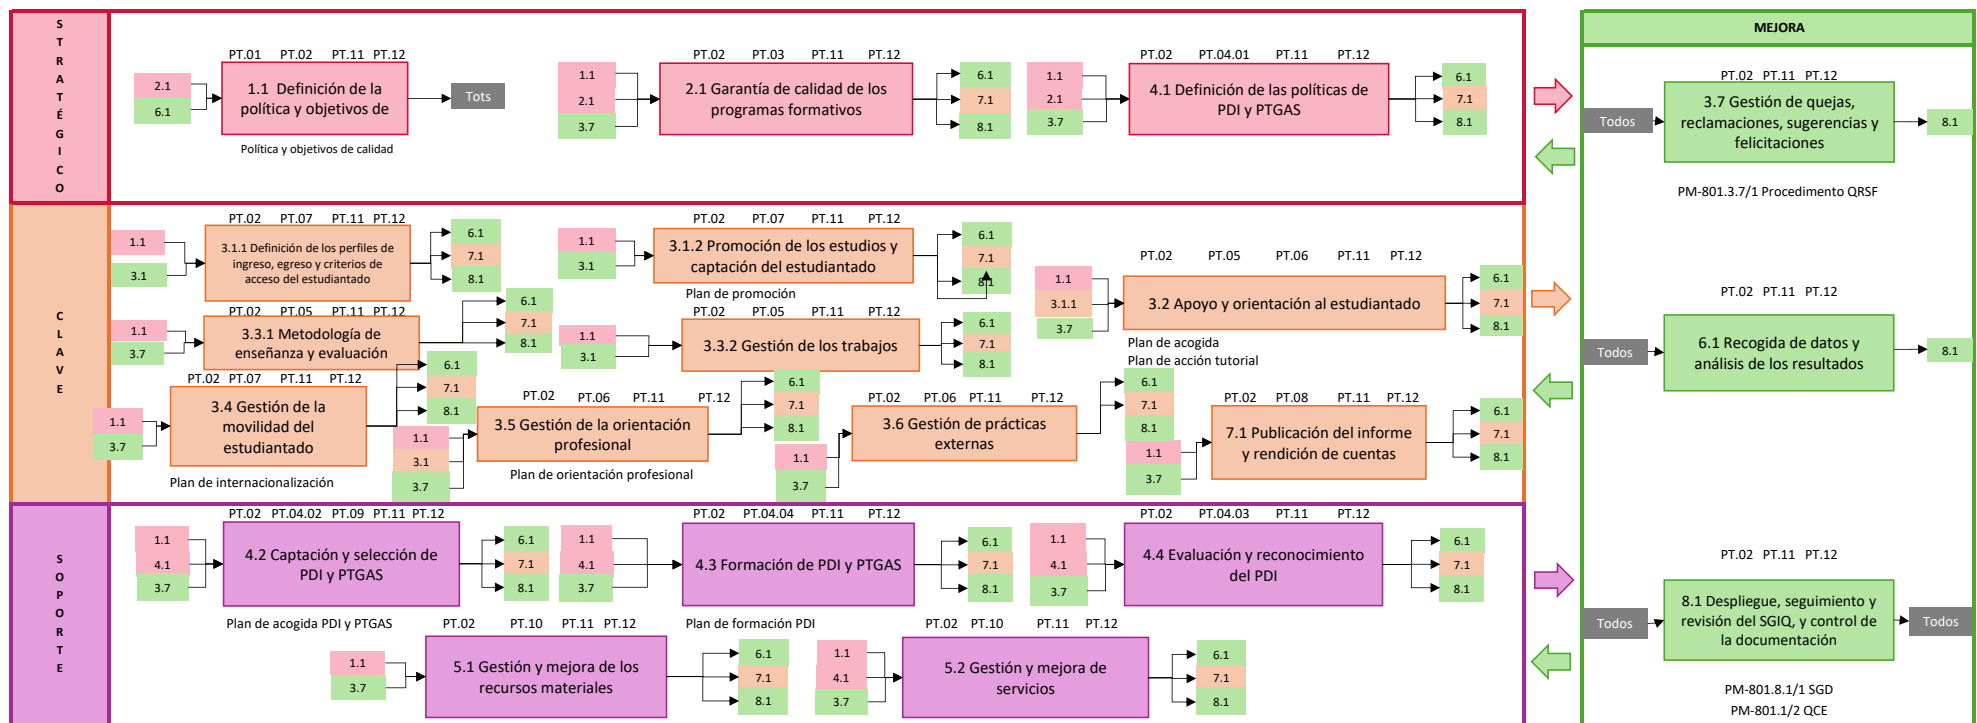 S
T
R
A
T
É
G
I
C
O
PT.01 PT.02 PT.11 PT.12
2.1
6.1
1.1 Definición de la
política y objetivos de
Tots
Política y objetivos de calidad
PT.02 PT.03 PT.11 PT.12
1.1
2.1
3.7
2.1 Garantía de calidad de los
programas formativos
6.1
7.1
8.1
PT.02 PT.04.01 PT.11 PT.12
1.1
2.1
3.7
4.1 Definición de las políticas de
PDI y PTGAS
6.1
7.1
8.1
C
L
A
V
E
PT.02 PT.07 PT.11 PT.12
1.1
3.1
3.1.1 Definición de los perfiles de
ingreso, egreso y criterios de
acceso del estudiantado
6.1
7.1
8.1
PT.02 PT.07 PT.11 PT.12
1.1
3.1
3.1.2 Promoción de los estudios y
captación del estudiantado
6.1
7.1
8.1
Plan de promoción
PT.02 PT.05 PT.06 PT.11 PT.12
1.1
3.1.1
3.7
3.2 Apoyo y orientación al estudiantado
6.1
7.1
8.1
Plan de acogida
Plan de acción tutorial
PT.02 PT.05 PT.11 PT.12
1.1
3.7
3.3.1 Metodología de
enseñanza y evaluación
6.1
7.1
8.1
PT.02 PT.05 PT.11 PT.12
1.1
3.1
3.3.2 Gestión de los trabajos
6.1
7.1
8.1
PT.02 PT.07 PT.11 PT.12
1.1
3.7
3.4 Gestión de la
movilidad del
estudiantado
6.1
7.1
8.1
Plan de internacionalización
PT.02 PT.06 PT.11 PT.12
1.1
3.1
3.7
3.5 Gestión de la orientación
profesional
6.1
7.1
8.1
Plan de orientación profesional
PT.02 PT.06 PT.11 PT.12
1.1
3.7
3.6 Gestión de prácticas
externas
6.1
7.1
8.1
PT.02 PT.08 PT.11 PT.12
1.1
3.7
7.1 Publicación del informe
y rendición de cuentas
6.1
7.1
8.1
S
O
P
O
R
T
E
PT.02 PT.04.02 PT.09 PT.11 PT.12
1.1
4.1
3.7
4.2 Captación y selección de
PDI y PTGAS
6.1
7.1
8.1
Plan de acogida PDI y PTGAS
PT.02 PT.04.04 PT.11 PT.12
1.1
4.1
3.7
4.3 Formación de PDI y PTGAS
6.1
7.1
8.1
Plan de formación PDI
PT.02 PT.04.03 PT.11 PT.12
1.1
4.1
3.7
4.4 Evaluación y reconocimiento
del PDI
6.1
7.1
8.1
PT.02 PT.10 PT.11 PT.12
1.1
3.7
5.1 Gestión y mejora de los
recursos materiales
6.1
7.1
8.1
PT.02 PT.10 PT.11 PT.12
1.1
4.1
3.7
5.2 Gestión y mejora de
servicios
6.1
7.1
8.1
MEJORA
PT.02 PT.11 PT.12
Todos
3.7 Gestión de quejas,
reclamaciones, sugerencias y
felicitaciones
8.1
PM-801.3.7/1 Procedimento QRSF
PT.02 PT.11 PT.12
Todos
6.1 Recogida de datos y
análisis de los resultados
8.1
PT.02 PT.11 PT.12
Todos
8.1 Despliegue, seguimiento y
revisión del SGIQ, y control de
la documentación
Todos
PM-801.8.1/1 SGD
PM-801.1/2 QCE